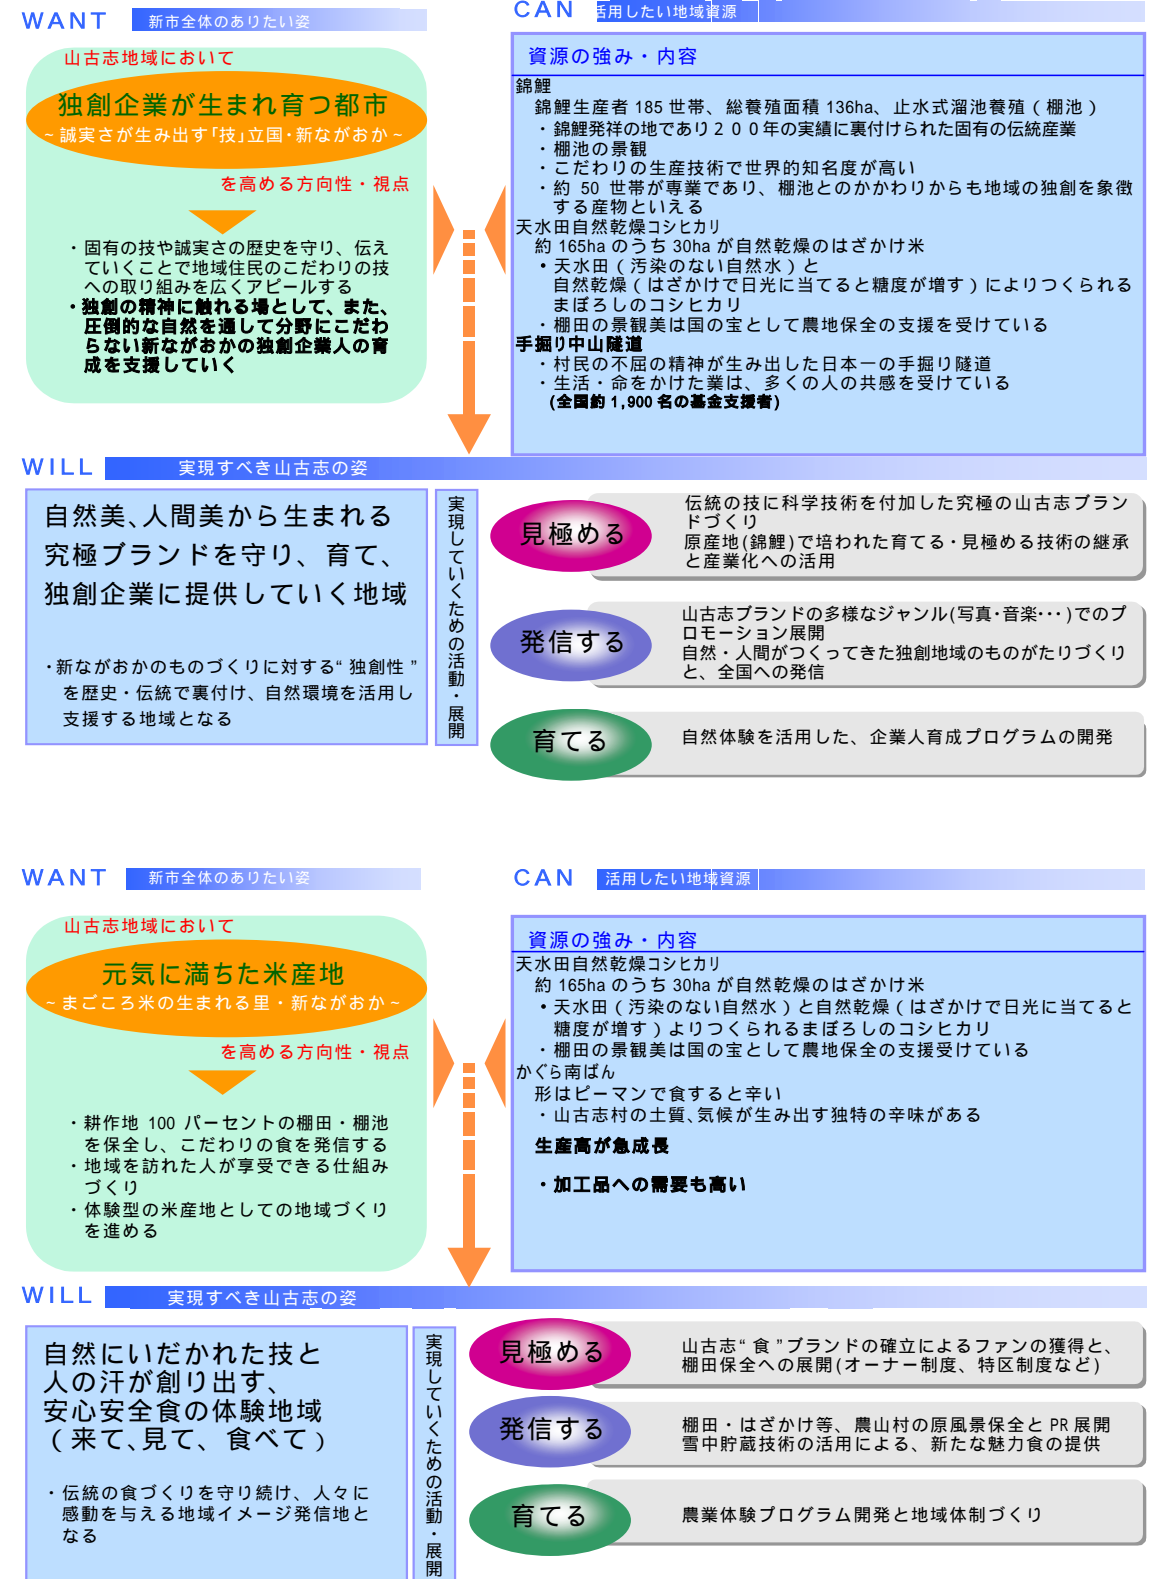 WANT 新市全体のありたい姿
山古志地域において
独創企業が生まれ育つ都市
~誠実さが生み出す「技」立国・新ながおか~
を高める方向性・視点
・固有の技や誠実さの歴史を守り、伝え
ていくことで地域住民のこだわりの技
への取り組みを広くアピールする
・独創の精神に触れる場として、また、
圧倒的な自然を通して分野にこだわ
らない新ながおかの独創企業人の育
成を支援していく
CAN 活用したい地域資源
資源の強み・内容
錦鯉
錦鯉生産者 185 世帯、総養殖面積 136ha、止水式溜池養殖(棚池)
・錦鯉発祥の地であり200年の実績に裏付けられた固有の伝統産業
・棚池の景観
・こだわりの生産技術で世界的知名度が高い
・約 50 世帯が専業であり、棚池とのかかわりからも地域の独創を象徴
する産物といえる
天水田自然乾燥コシヒカリ
約 165ha のうち 30ha が自然乾燥のはざかけ米
・天水田(汚染のない自然水)と
自然乾燥(はざかけで日光に当てると糖度が増す)によりつくられる
まぼろしのコシヒカリ
・棚田の景観美は国の宝として農地保全の支援を受けている
手掘り中山隧道
・村民の不屈の精神が生み出した日本一の手掘り隧道
・生活・命をかけた業は、多くの人の共感を受けている
(全国約 1,900 名の基金支援者)
WILL 実現すべき山古志の姿
自然美、人間美から生まれる
究極ブランドを守り、育て、
独創企業に提供していく地域
・新ながおかのものづくりに対する“独創性”
を歴史・伝統で裏付け、自然環境を活用し
支援する地域となる
実現していくための活動・展開
見極める
伝統の技に科学技術を付加した究極の山古志ブラン
ドづくり
原産地(錦鯉)で培われた育てる・見極める技術の継承
と産業化への活用
発信する
山古志ブランドの多様なジャンル(写真・音楽・・・)でのプ
ロモーション展開
自然・人間がつくってきた独創地域のものがたりづくり
と、全国への発信
育てる
自然体験を活用した、企業人育成プログラムの開発
WANT 新市全体のありたい姿
山古志地域において
元気に満ちた米産地
~まごころ米の生まれる里・新ながおか~
を高める方向性・視点
・耕作地 100 パーセントの棚田・棚池
を保全し、こだわりの食を発信する
・地域を訪れた人が享受できる仕組み
づくり
・体験型の米産地としての地域づくり
を進める
CAN 活用したい地域資源
資源の強み・内容
天水田自然乾燥コシヒカリ
約 165ha のうち 30ha が自然乾燥のはざかけ米
・天水田(汚染のない自然水)と自然乾燥(はざかけで日光に当てると
糖度が増す)よりつくられるまぼろしのコシヒカリ
・棚田の景観美は国の宝として農地保全の支援受けている
かぐら南ばん
形はピーマンで食すると辛い
・山古志村の土質、気候が生み出す独特の辛味がある
生産高が急成長
・加工品への需要も高い
WILL 実現すべき山古志の姿
自然にいだかれた技と
人の汗が創り出す、
安心安全食の体験地域
(来て、見て、食べて)
・伝統の食づくりを守り続け、人々に
感動を与える地域イメージ発信地と
なる
実現していくための活動・展開
見極める
山古志“食”ブランドの確立によるファンの獲得と、
棚田保全への展開(オーナー制度、特区制度など)
発信する
棚田・はざかけ等、農山村の原風景保全と PR 展開
雪中貯蔵技術の活用による、新たな魅力食の提供
育てる
農業体験プログラム開発と地域体制づくり